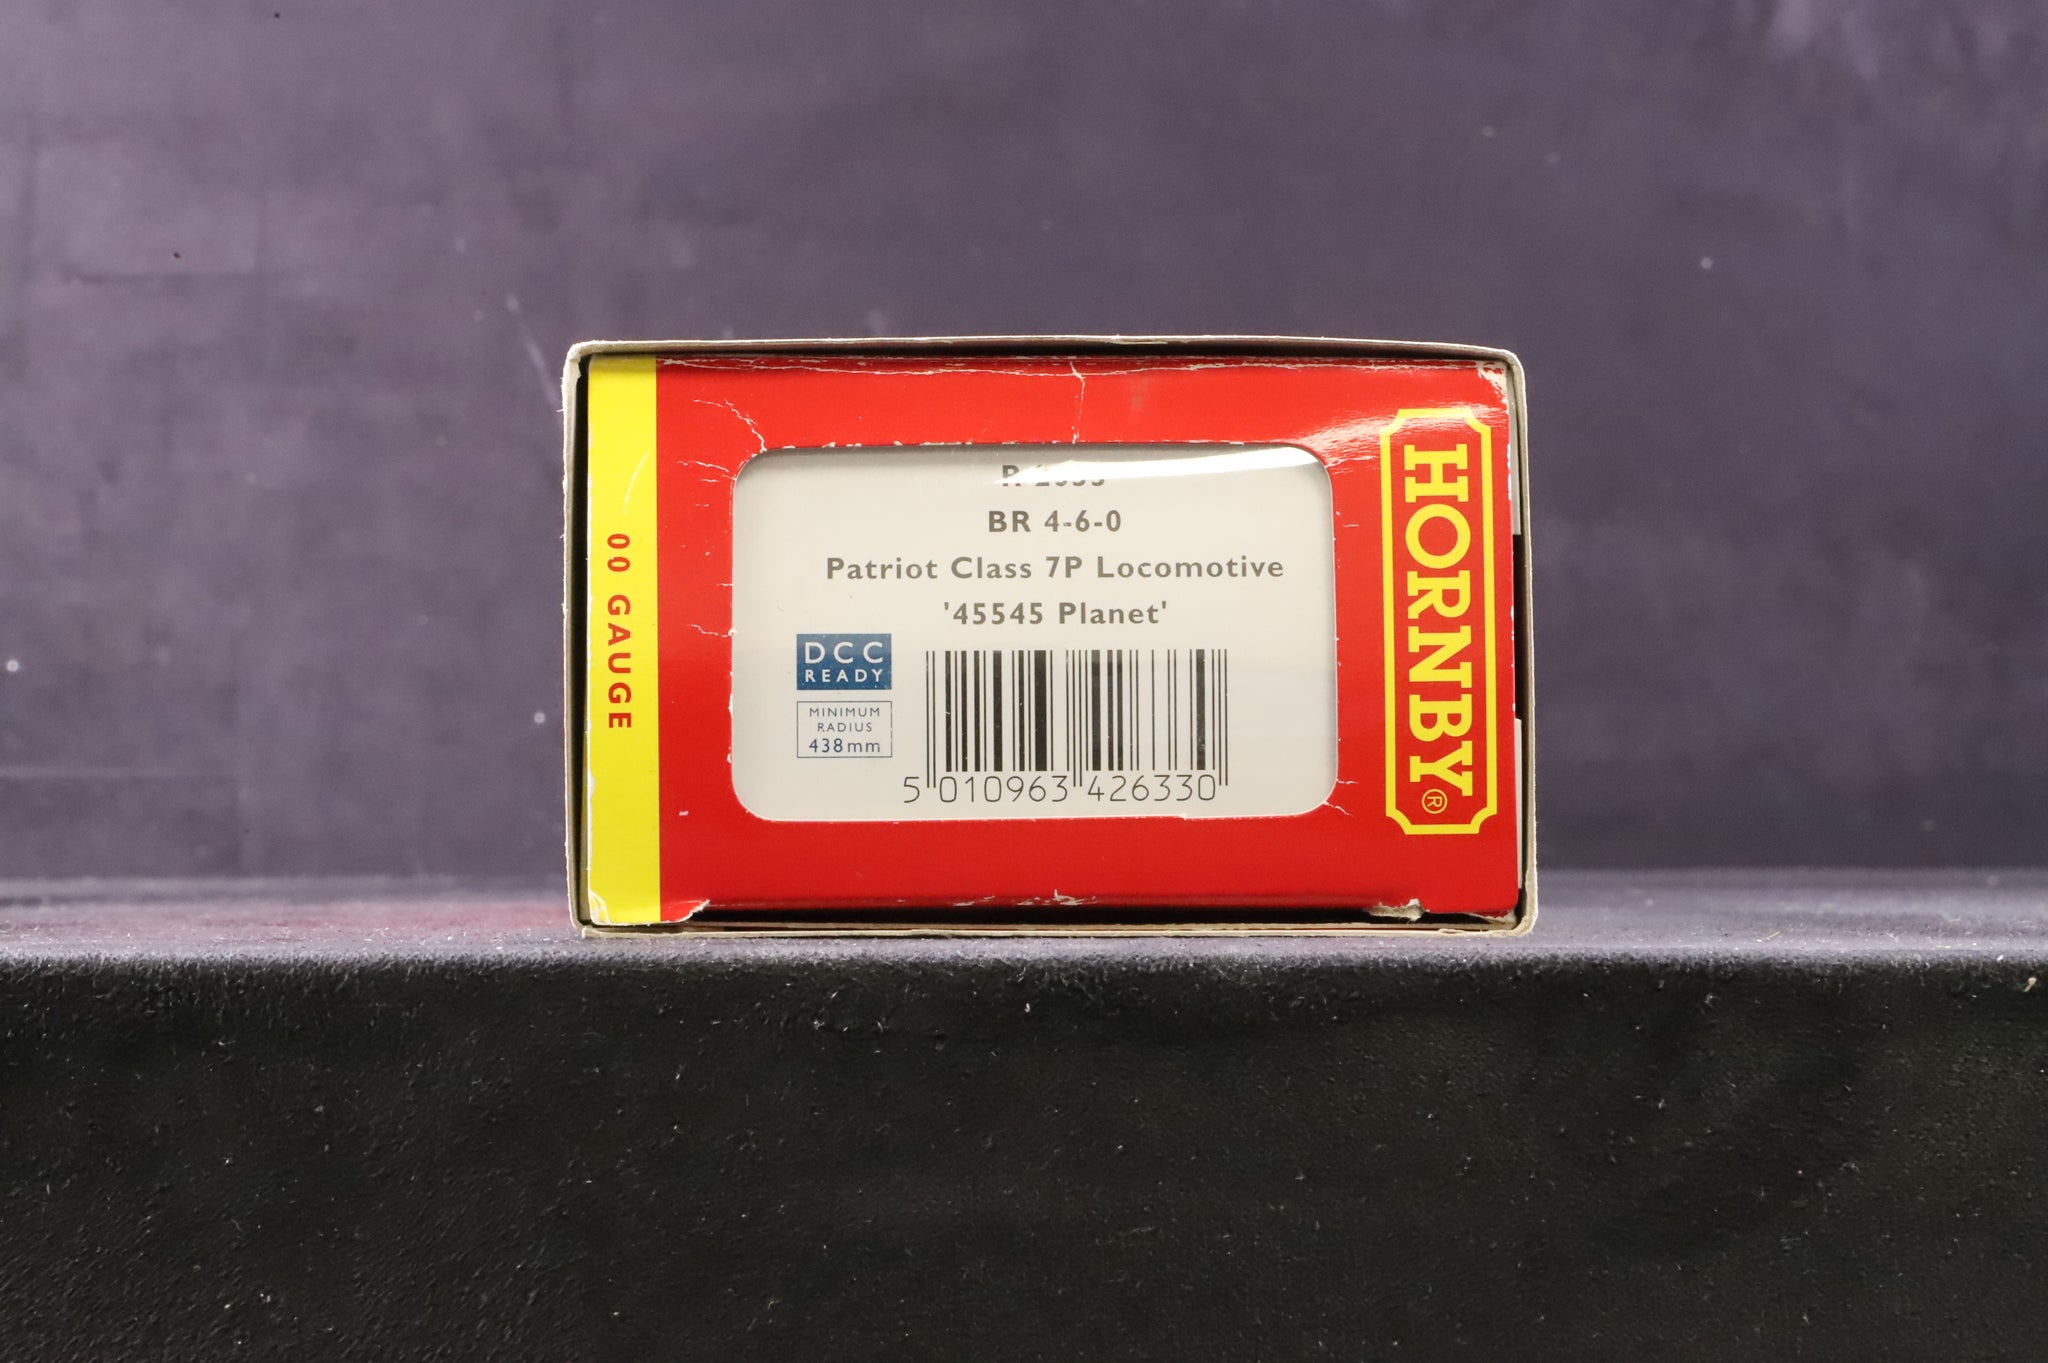 00 GAUGE
BR 4-6-0
Patriot Class 7P Locomotive
'45545 Planet'
DCC
READY
MINIMUM
RADIUS
438mm
5 010963 426330
HORNBY®